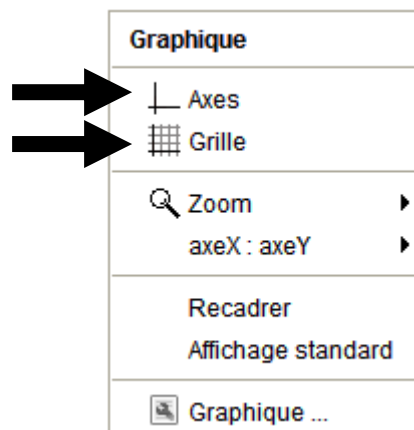 Graphique
Axes
Grille
Zoom
axeX : axeY
Recadrer
Affichage standard
Graphique ...